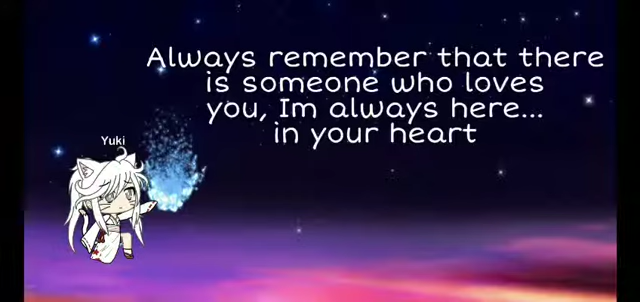 Always remember that there
is someone who loves
you, Im always here...
in your heart
Yuki